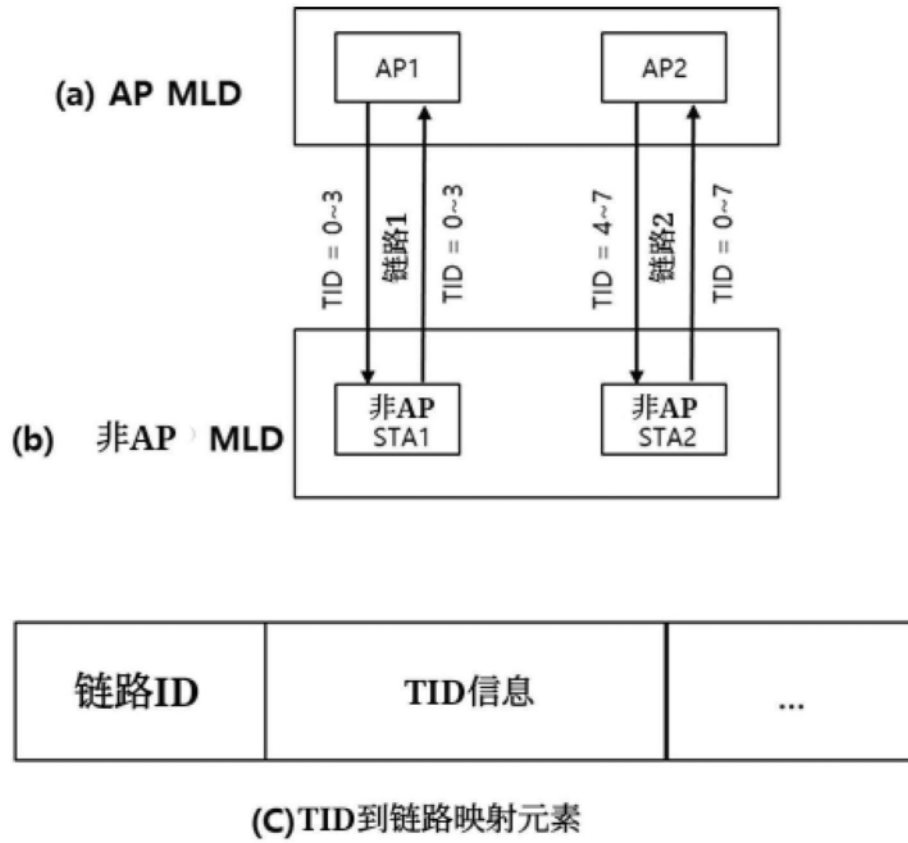 AP1
AP2
(a) AP MLD
TID = 0~3
链路1
TID = 0~3
TID = 4~7
链路2
TID = 0~7
(b) 非AP MLD
非AP
STA1
非AP
STA2
链路ID
TID信息
...
(C)TID到链路映射元素